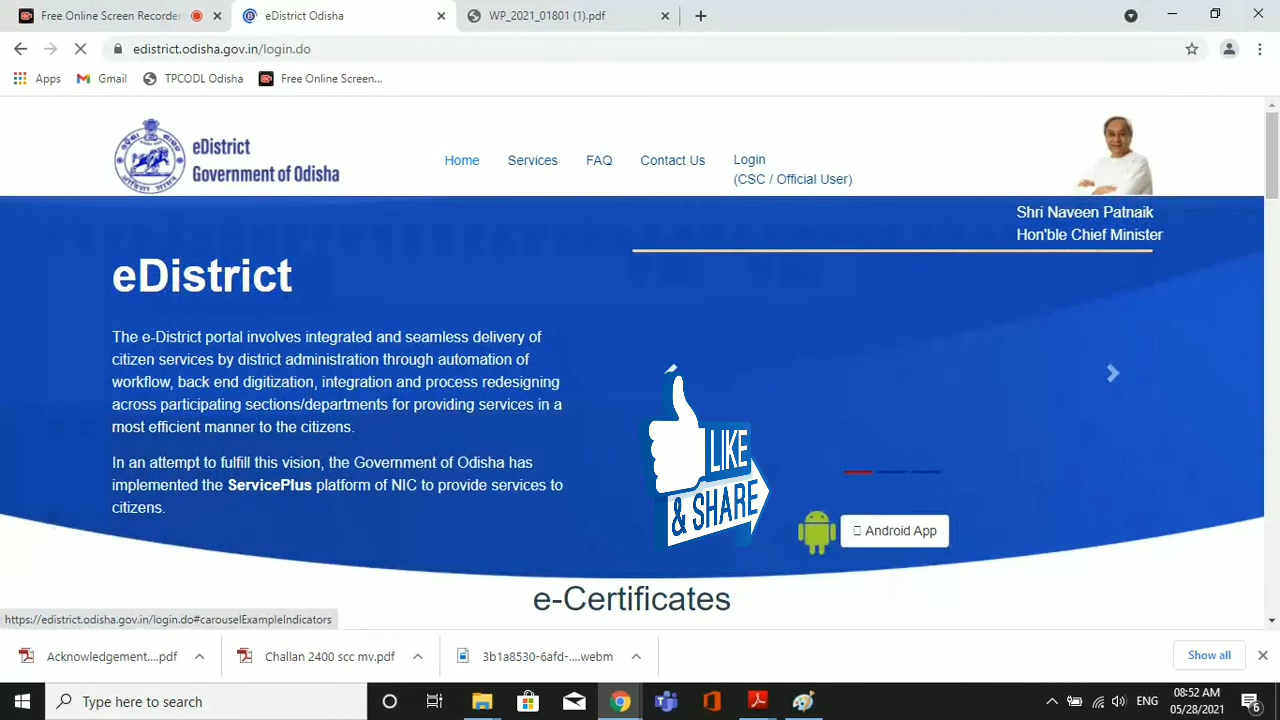 Free Online Screen Recorder
eDistrict Odisha
WP_2021_01801 (1).pdf
edistrict.odisha.gov.in/login.do
Apps
Gmail
TPCODL Odisha
Free Online Screen...
eDistrict
Government of Odisha
Home
Services
FAQ
Contact Us
Login
(CSC / Official User)
Shri Naveen Patnaik
Hon'ble Chief Minister
eDistrict
The e-District portal involves integrated and seamless delivery of
citizen services by district administration through automation of
workflow, back end digitization, integration and process redesigning
across participating sections/departments for providing services in a
most efficient manner to the citizens.
In an attempt to fulfill this vision, the Government of Odisha has
implemented the ServicePlus platform of NIC to provide services to
citizens.
LIKE
& SHARE
Android App
e-Certificates
https://edistrict.odisha.gov.in/login.do#carouselExampleIndicators
Acknowledgement....pdf
Challan 2400 scc mv.pdf
3b1a8530-6afd-....webm
Show all
Type here to search
ENG
08:52 AM
05/28/2021
6